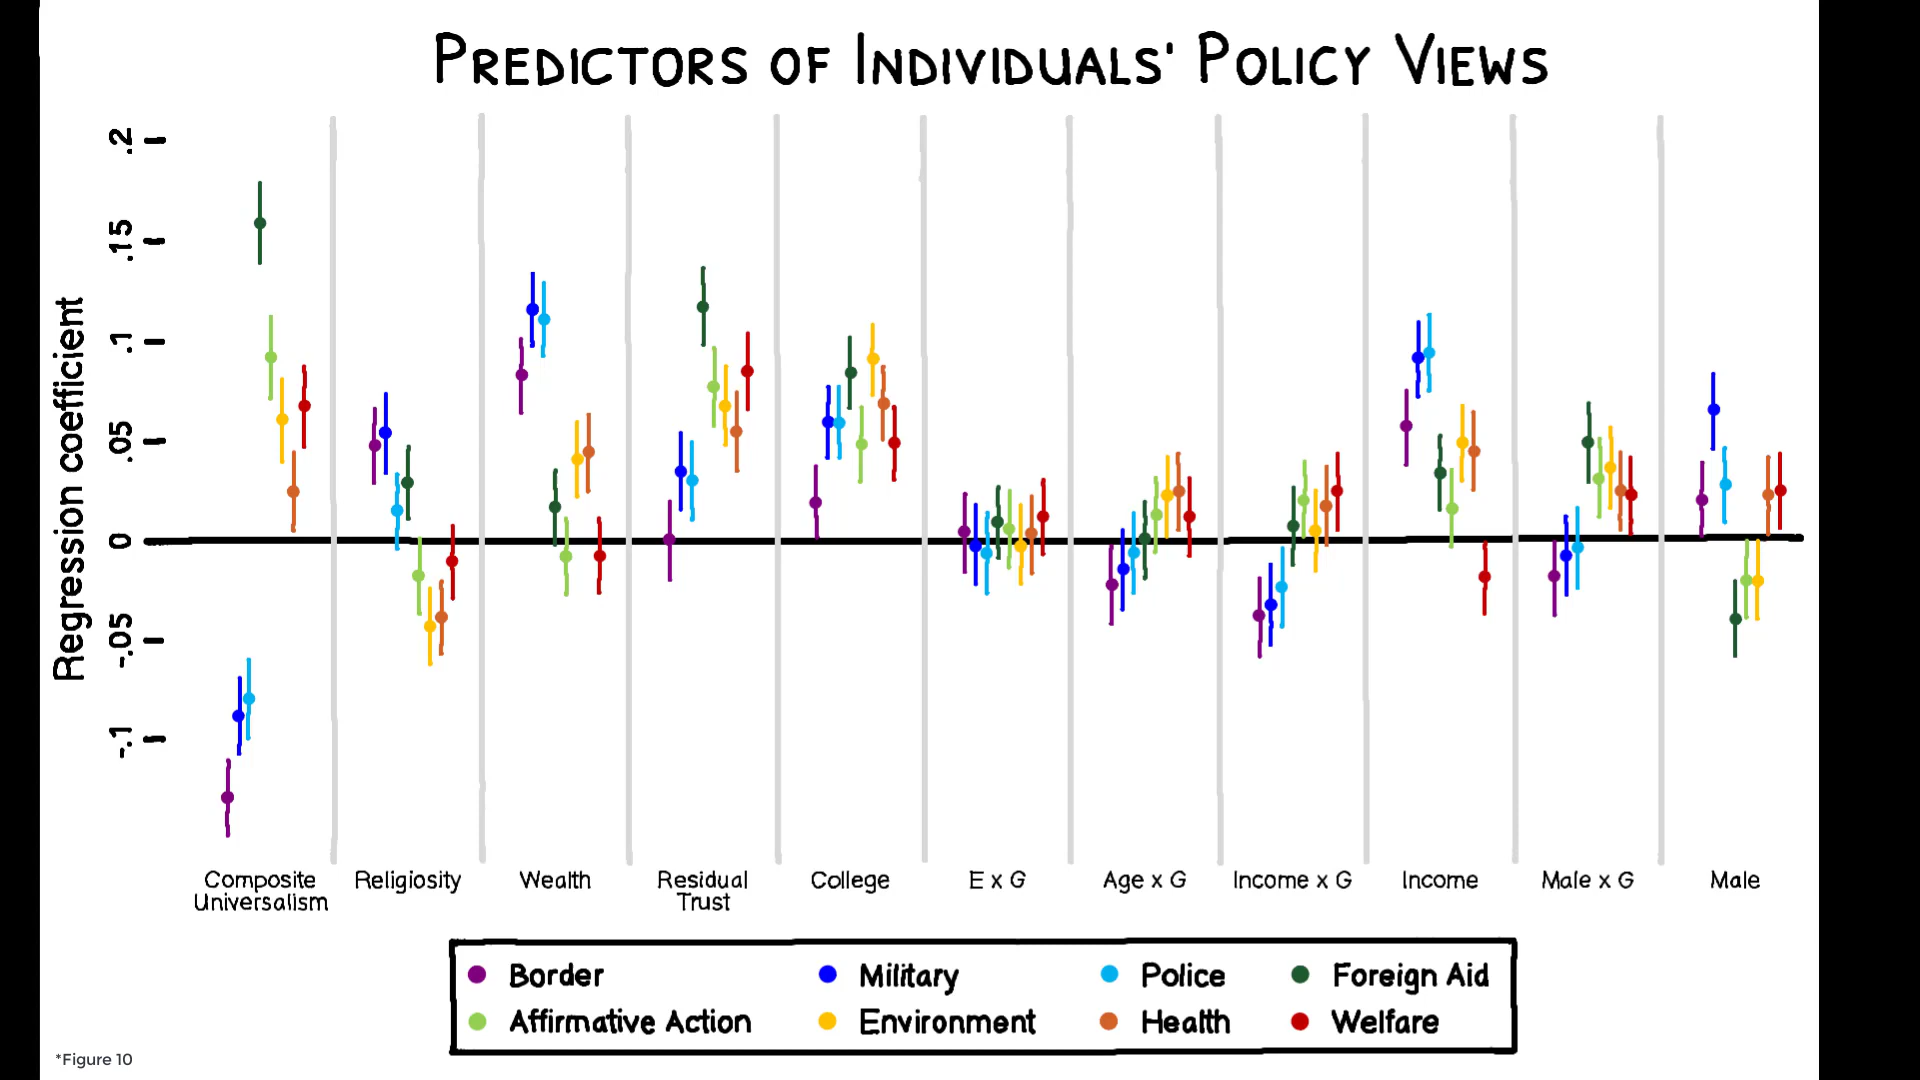 PREDICTORS OF INDIVIDUALS' POLICY VIEWS
Regression coefficient
.2
.15
.1
.05
0
-.05
-.1
Composite Universalism
Religiosity
Wealth
Residual Trust
College
E x G
Age x G
Income x G
Income
Male x G
Male
Border
Military
Police
Foreign Aid
Affirmative Action
Environment
Health
Welfare
*Figure 10